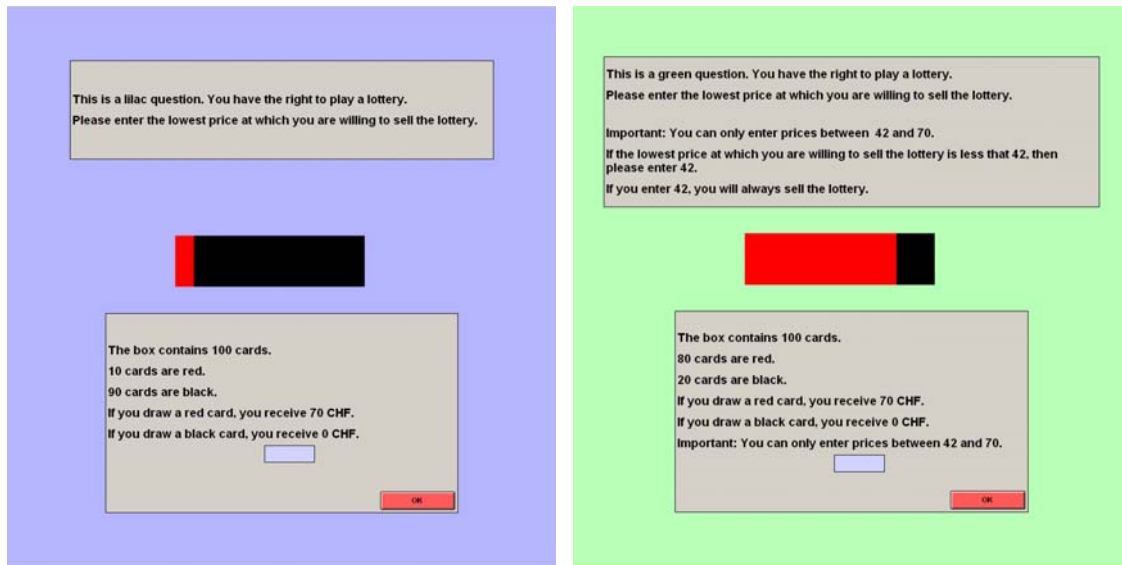 This is a lilac question. You have the right to play a lottery.
Please enter the lowest price at which you are willing to sell the lottery.
The box contains 100 cards.
10 cards are red.
90 cards are black.
If you draw a red card, you receive 70 CHF.
If you draw a black card, you receive 0 CHF.
OK
This is a green question. You have the right to play a lottery.
Please enter the lowest price at which you are willing to sell the lottery.
Important: You can only enter prices between 42 and 70.
If the lowest price at which you are willing to sell the lottery is less that 42, then
please enter 42.
If you enter 42, you will always sell the lottery.
The box contains 100 cards.
80 cards are red.
20 cards are black.
If you draw a red card, you receive 70 CHF.
If you draw a black card, you receive 0 CHF.
Important: You can only enter prices between 42 and 70.
OK